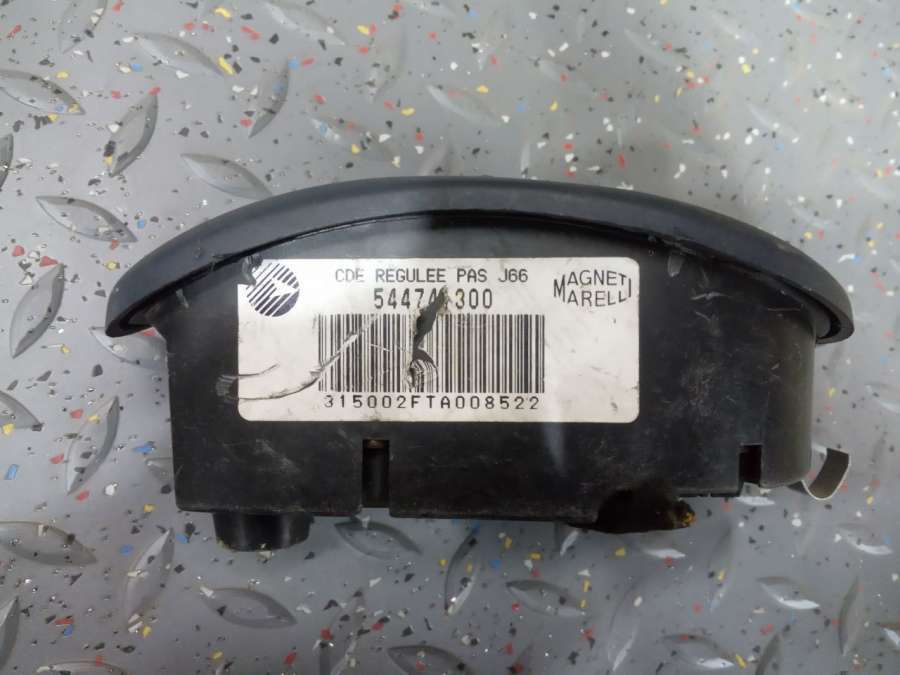 CDE REGULEE PAS J66
MAGNETI
MARELLI
315002FTA008522